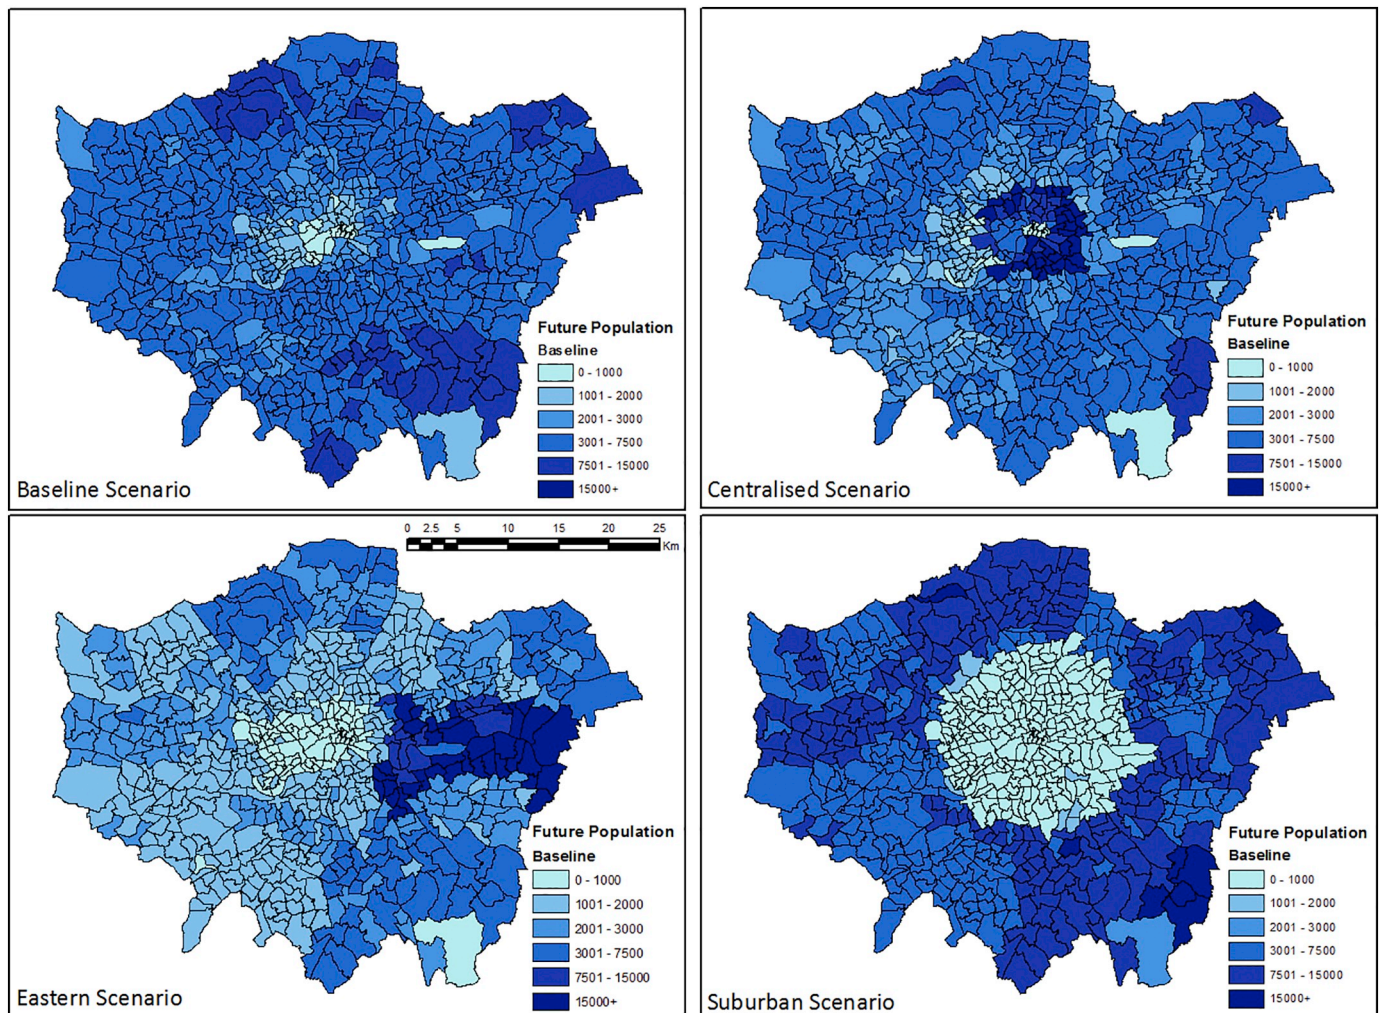 Future Population
Baseline
0 - 1000
1001 - 2000
2001 - 3000
3001 - 7500
7501 - 15000
15000+
Baseline Scenario
Future Population
Baseline
0 - 1000
1001 - 2000
2001 - 3000
3001 - 7500
7501 - 15000
15000+
Centralised Scenario
0 2.5 5 10 15 20 25
Km
Future Population
Baseline
0 - 1000
1001 - 2000
2001 - 3000
3001 - 7500
7501 - 15000
15000+
Eastern Scenario
Future Population
Baseline
0 - 1000
1001 - 2000
2001 - 3000
3001 - 7500
7501 - 15000
15000+
Suburban Scenario